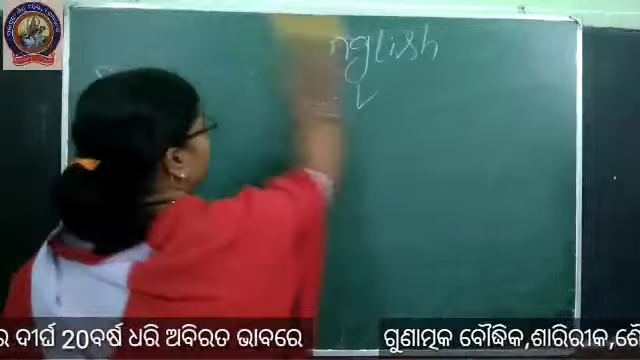 nglish
V
ର ଦୀର୍ଘ 20ବର୍ଷ ଧରି ଅବିରତ ଭାବରେ ଗୁଣାତ୍ମକ ବୌଦ୍ଧିକ,ଶାରିରୀକ,ଶୈ